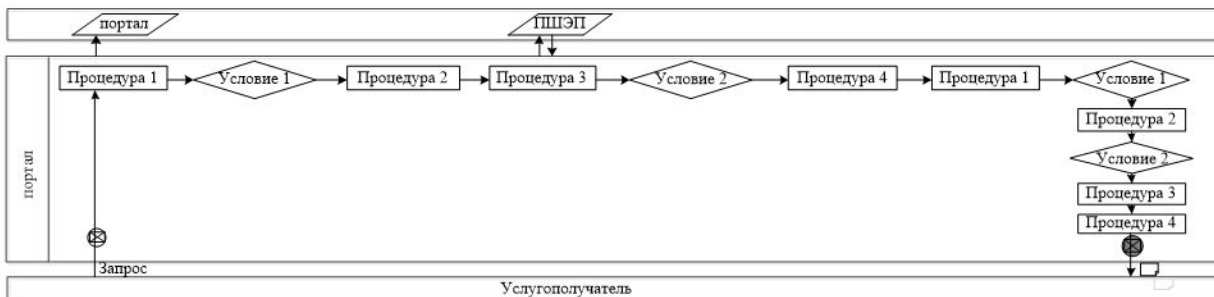 портал
ПШЭП
Процедура 1
Условие 1
Процедура 2
Процедура 3
Условие 2
Процедура 4
Процедура 1
Условие 1
Процедура 2
Условие 2
Процедура 3
Процедура 4
портал
Запрос
Услугополучатель